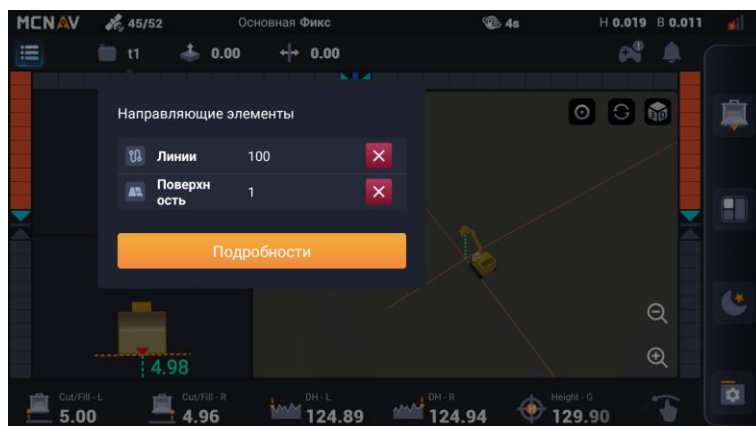 MCNAV 45/52 Основная Фикс 4s H 0.019 B 0.011
t1 0.00 0.00
Направляющие элементы
Линии 100
Поверхн
ость 1
Подробности
3D
4.98
Cut/Fill - L Cut/Fill - R DH - L DH - R Height - G
5.00 4.96 124.89 124.94 129.90